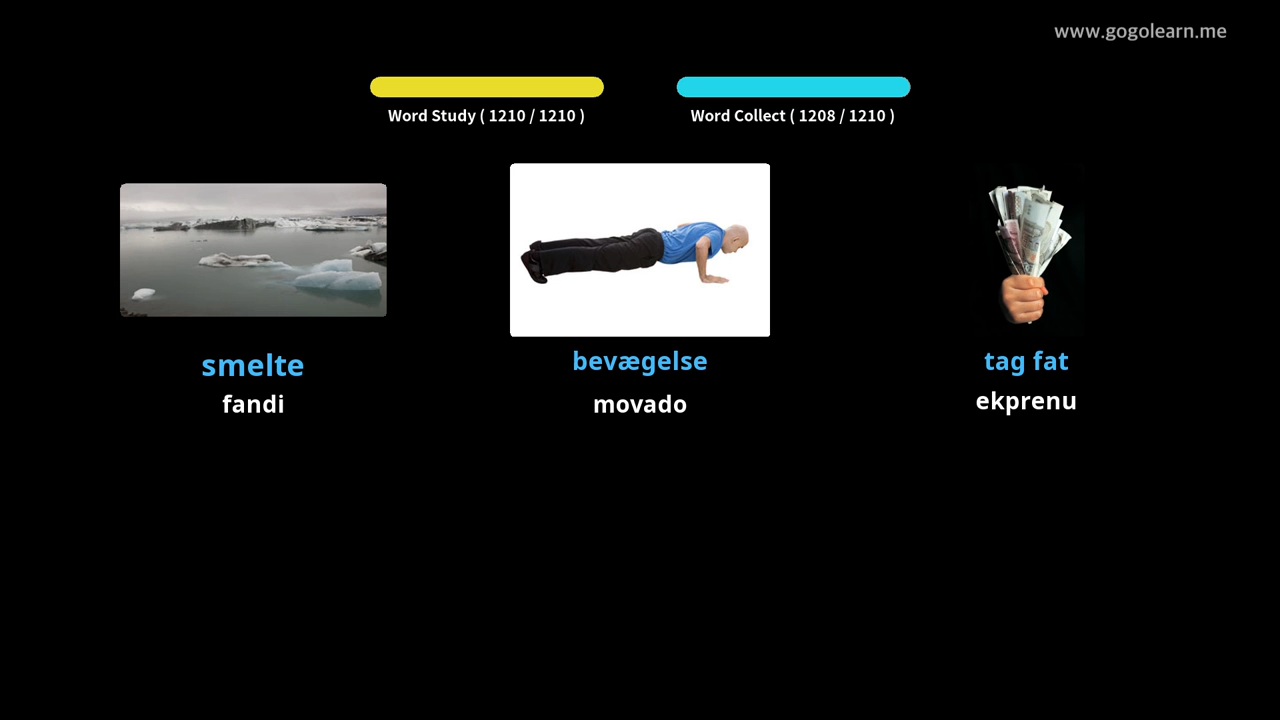 www.gogolearn.me
Word Study ( 1210 / 1210 )
Word Collect ( 1208 / 1210 )
smelte
fandi
bevægelse
movado
tag fat
ekprenu